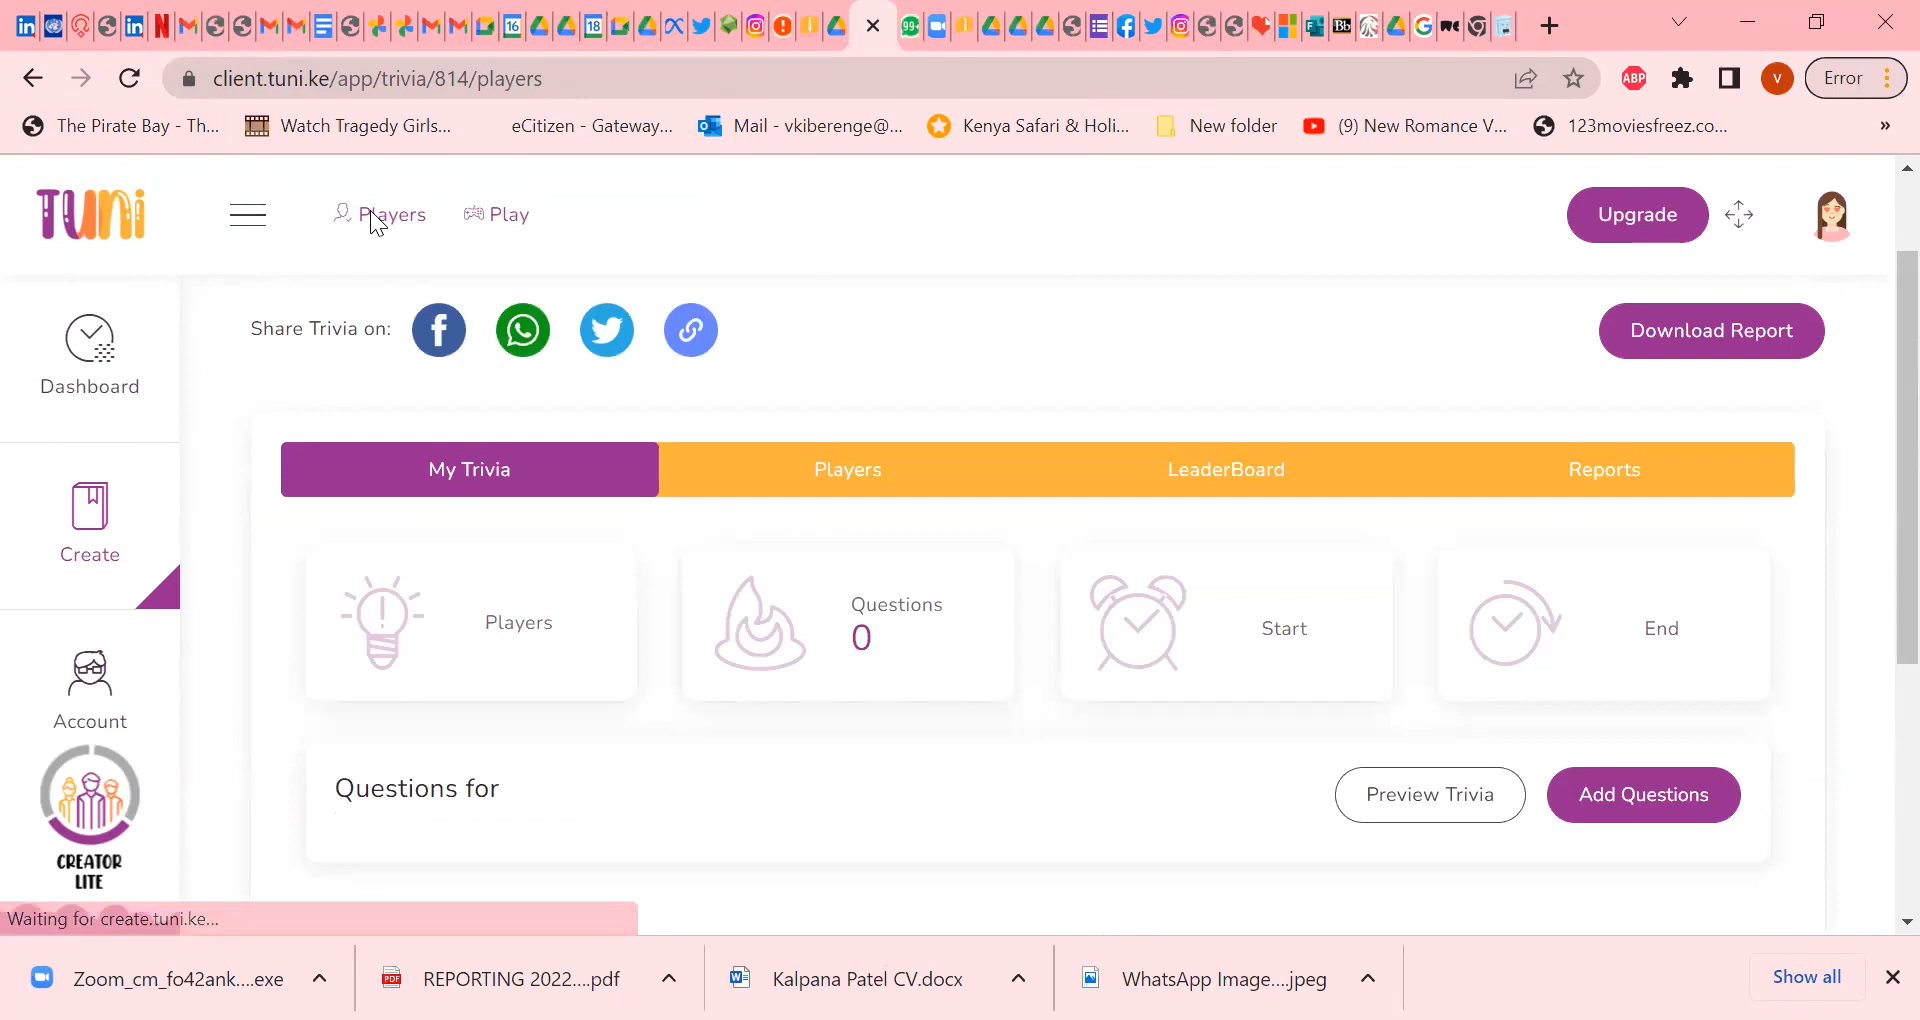 99+
Bb
client.tuni.ke/app/trivia/814/players
ABP
V
Error
The Pirate Bay - Th...
Watch Tragedy Girls...
eCitizen - Gateway...
Mail - vkiberenge@...
Kenya Safari & Holi...
New folder
(9) New Romance V...
123moviesfreez.co...
»
TUNi
Players
Play
Upgrade
Share Trivia on:
Download Report
Dashboard
My Trivia
Players
LeaderBoard
Reports
Create
Players
Questions
0
Start
End
Account
Questions for
Preview Trivia
Add Questions
CREATOR
LITE
Waiting for create.tuni.ke...
Zoom_cm_fo42ank....exe
REPORTING 2022....pdf
Kalpana Patel CV.docx
WhatsApp Image....jpeg
Show all